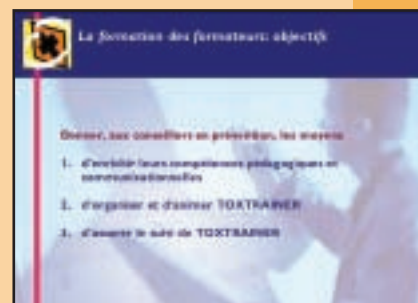 La formation des formateurs: objectifs
Donner, aux conseillers en prévention, les moyens
1. d'enrichir leurs compétences pédagogiques et
communicationnelles
2. d'organiser et d'animer TOXTRAINER
3. d'assurer le suivi de TOXTRAINER